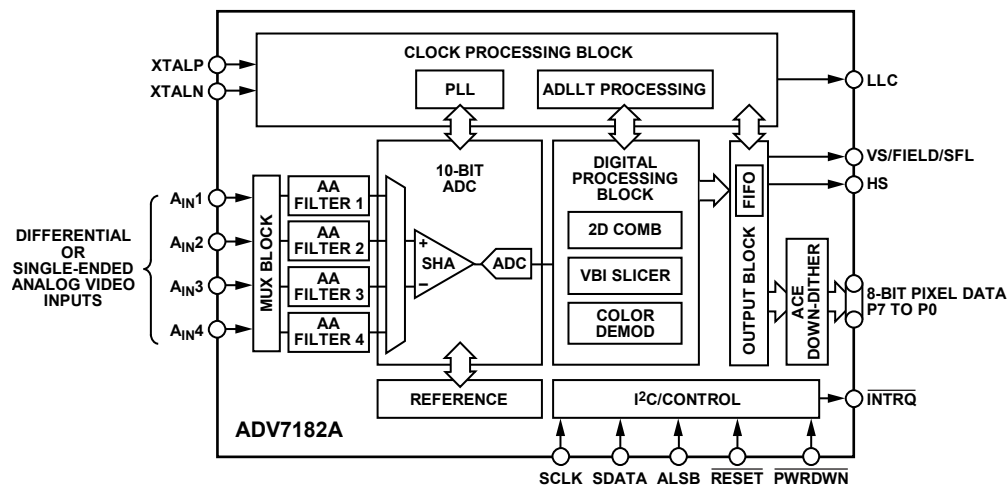 CLOCK PROCESSING BLOCK
XTALP
XTALN
PLL
ADLLT PROCESSING
LLC
10-BIT
ADC
DIGITAL
PROCESSING
BLOCK
FIFO
OUTPUT BLOCK
VS/FIELD/SFL
HS
DIFFERENTIAL
OR
SINGLE-ENDED
ANALOG VIDEO
INPUTS
AIN1
AIN2
AIN3
AIN4
MUX BLOCK
AA
FILTER 1
AA
FILTER 2
AA
FILTER 3
AA
FILTER 4
+
SHA
–
ADC
2D COMB
VBI SLICER
COLOR
DEMOD
ACE
DOWN-DITHER
8-BIT PIXEL DATA
P7 TO P0
REFERENCE
I²C/CONTROL
INTRQ
ADV7182A
SCLK SDATA ALSB RESET PWRDWN